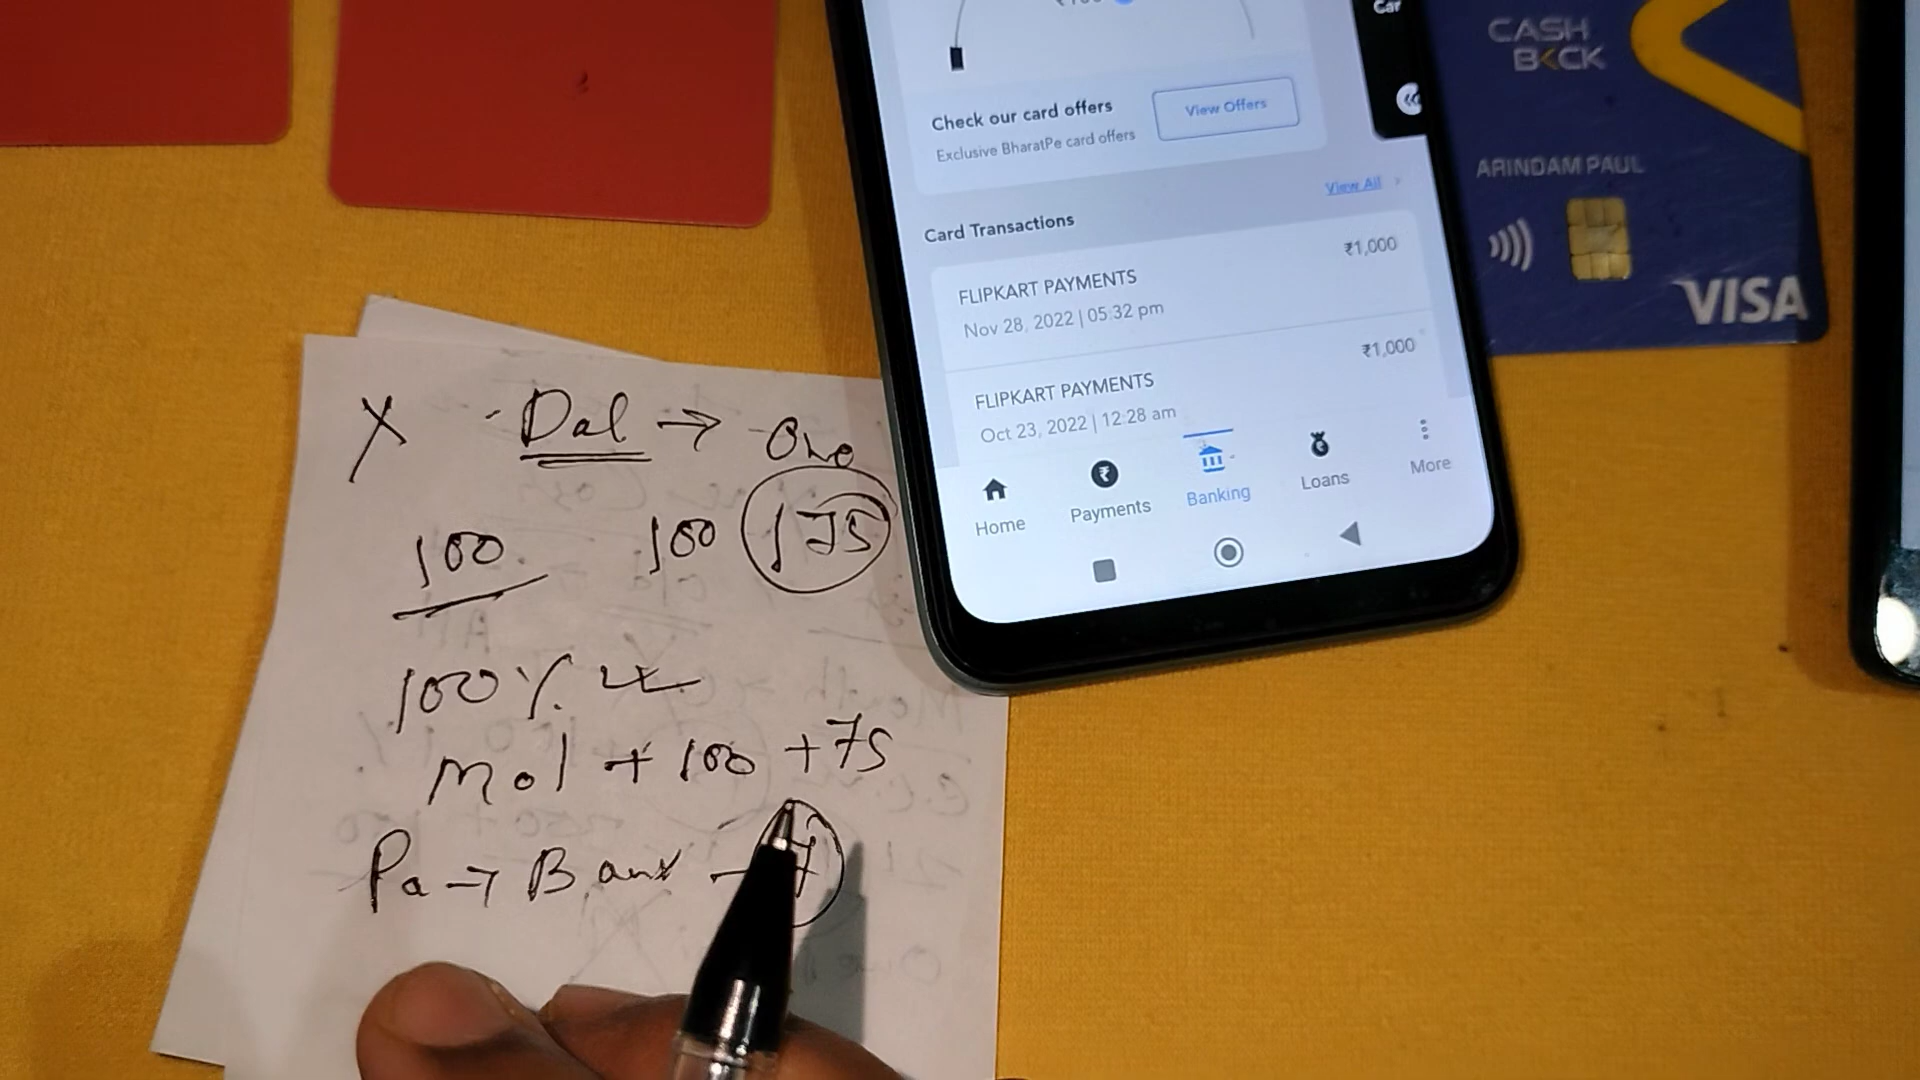 X - Dal → One
100 100 175
100%
mol + 100 + 75
Pa → Bank - 7
Check our card offers
Exclusive BharatPe card offers
View Offers
Card Transactions
View All >
FLIPKART PAYMENTS ₹1,000
Nov 28, 2022 | 05:32 pm
FLIPKART PAYMENTS ₹1,000
Oct 23, 2022 | 12:28 am
Home Payments Banking Loans More
Car
CASH
BACK
ARINDAM PAUL
VISA